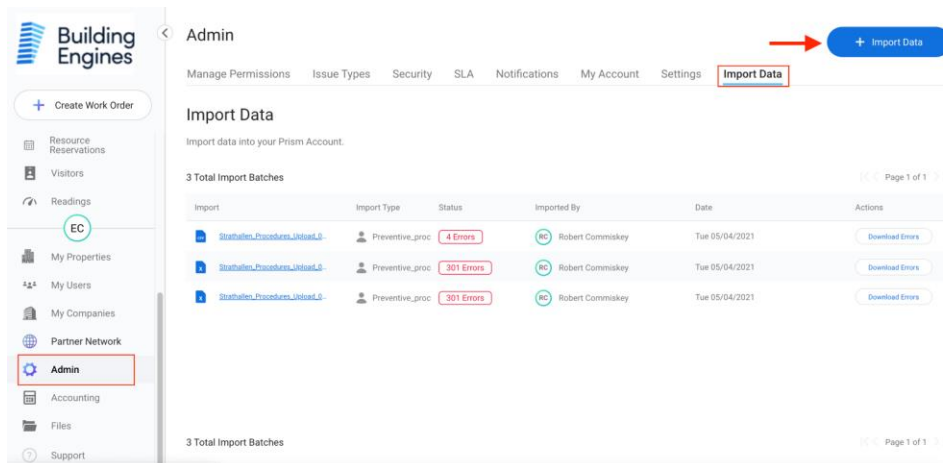 Building
Engines
+ Create Work Order
Resource
Reservations
Visitors
Readings
EC
My Properties
My Users
My Companies
Partner Network
Admin
Accounting
Files
Support
Admin
+ Import Data
Manage Permissions Issue Types Security SLA Notifications My Account Settings Import Data
Import Data
Import data into your Prism Account.
3 Total Import Batches Page 1 of 1
Import Import Type Status Imported By Date Actions
Strathallen_Procedures_Upload_0... Preventive_proc 4 Errors RC Robert Commiskey Tue 05/04/2021 Download Errors
Strathallen_Procedures_Upload_0... Preventive_proc 301 Errors RC Robert Commiskey Tue 05/04/2021 Download Errors
Strathallen_Procedures_Upload_0... Preventive_proc 301 Errors RC Robert Commiskey Tue 05/04/2021 Download Errors
3 Total Import Batches Page 1 of 1